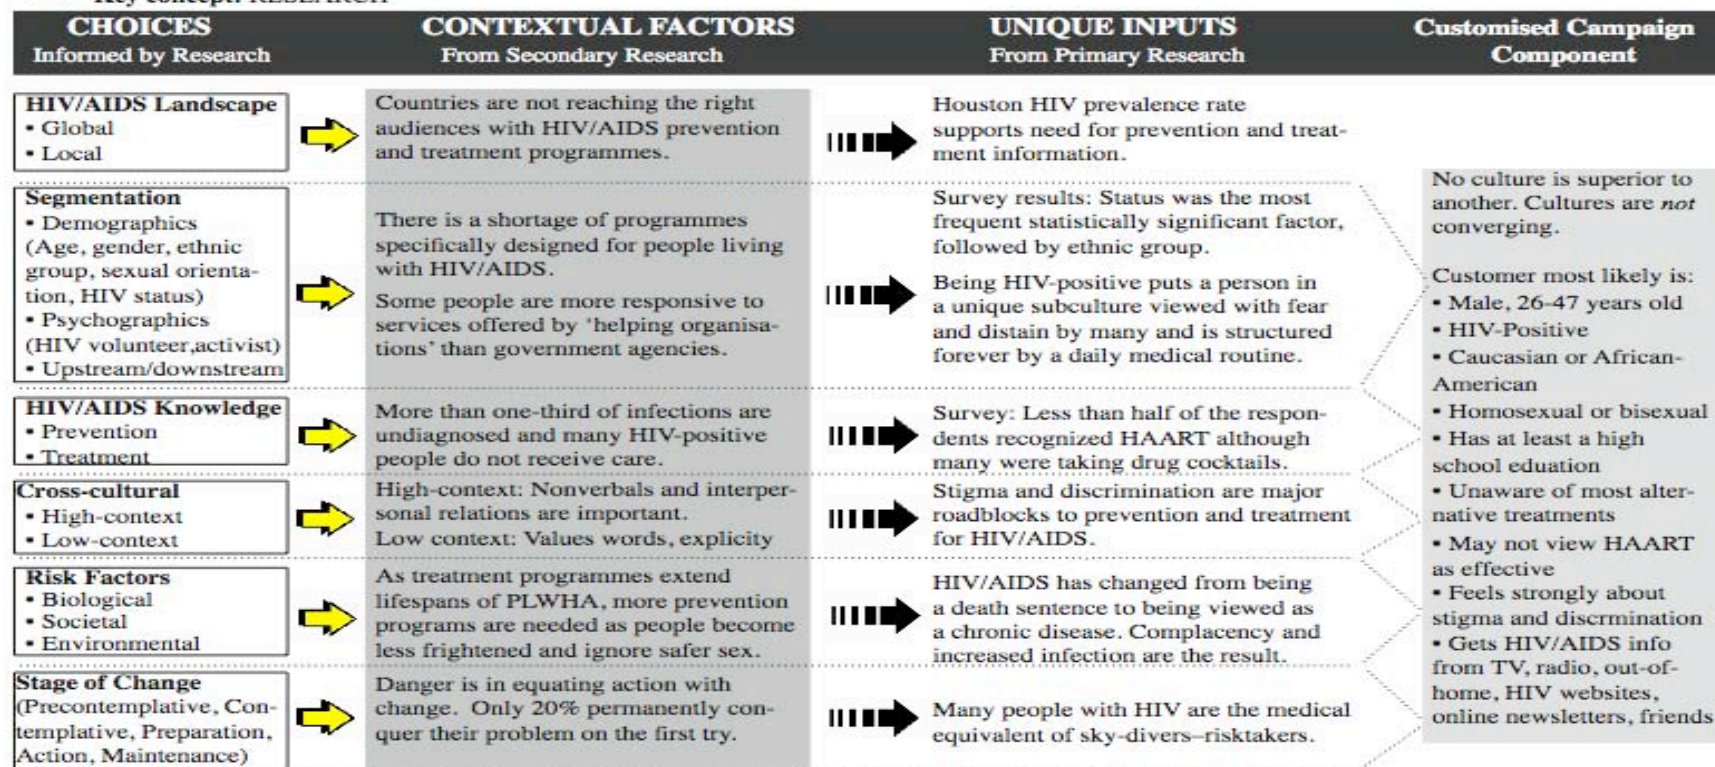 Key concept: RESEARCH
CHOICES
Informed by Research
CONTEXTUAL FACTORS
From Secondary Research
UNIQUE INPUTS
From Primary Research
Customised Campaign
Component
HIV/AIDS Landscape
• Global
• Local
Countries are not reaching the right
audiences with HIV/AIDS prevention
and treatment programmes.
Houston HIV prevalence rate
supports need for prevention and treat-
ment information.
Segmentation
• Demographics
(Age, gender, ethnic
group, sexual orienta-
tion, HIV status)
• Psychographics
(HIV volunteer,activist)
• Upstream/downstream
There is a shortage of programmes
specifically designed for people living
with HIV/AIDS.
Some people are more responsive to
services offered by ‘helping organisa-
tions’ than government agencies.
Survey results: Status was the most
frequent statistically significant factor,
followed by ethnic group.
Being HIV-positive puts a person in
a unique subculture viewed with fear
and distain by many and is structured
forever by a daily medical routine.
HIV/AIDS Knowledge
• Prevention
• Treatment
More than one-third of infections are
undiagnosed and many HIV-positive
people do not receive care.
Survey: Less than half of the respon-
dents recognized HAART although
many were taking drug cocktails.
Cross-cultural
• High-context
• Low-context
High-context: Nonverbals and interper-
sonal relations are important.
Low context: Values words, explicity
Stigma and discrimination are major
roadblocks to prevention and treatment
for HIV/AIDS.
Risk Factors
• Biological
• Societal
• Environmental
As treatment programmes extend
lifespans of PLWHA, more prevention
programs are needed as people become
less frightened and ignore safer sex.
HIV/AIDS has changed from being
a death sentence to being viewed as
a chronic disease. Complacency and
increased infection are the result.
Stage of Change
(Precontemplative, Con-
templative, Preparation,
Action, Maintenance)
Danger is in equating action with
change. Only 20% permanently con-
quer their problem on the first try.
Many people with HIV are the medical
equivalent of sky-divers–risktakers.
No culture is superior to
another. Cultures are not
converging.
Customer most likely is:
• Male, 26-47 years old
• HIV-Positive
• Caucasian or African-
American
• Homosexual or bisexual
• Has at least a high
school eduation
• Unaware of most alter-
native treatments
• May not view HAART
as effective
• Feels strongly about
stigma and discrmination
• Gets HIV/AIDS info
from TV, radio, out-of-
home, HIV websites,
online newsletters, friends